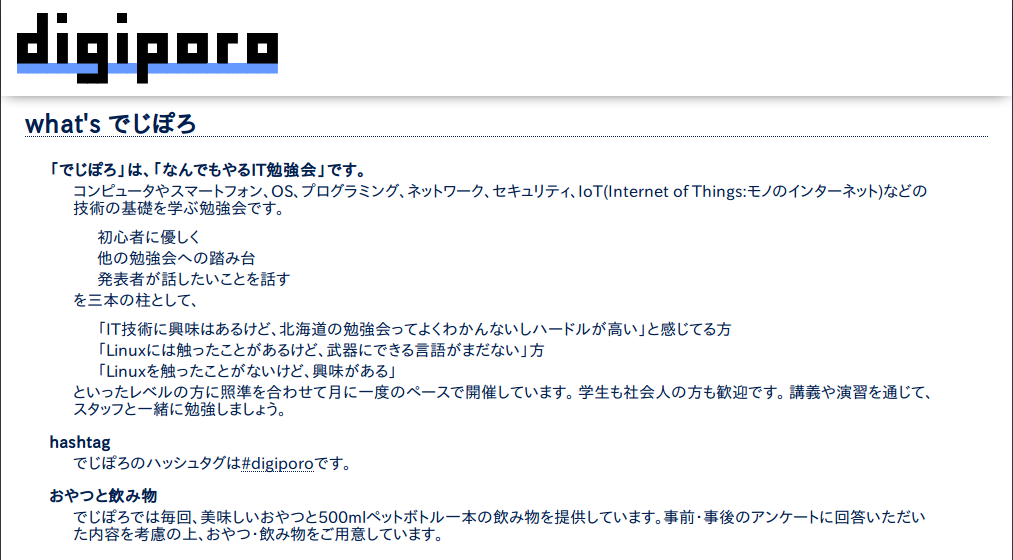 digiporo
what's でじぽろ
「でじぽろ」は、「なんでもやるIT勉強会」です。
コンピュータやスマートフォン、OS、プログラミング、ネットワーク、セキュリティ、IoT(Internet of Things:モノのインターネット)などの
技術の基礎を学ぶ勉強会です。
初心者に優しく
他の勉強会への踏み台
発表者が話したいことを話す
を三本の柱として、
「IT技術に興味はあるけど、北海道の勉強会ってよくわかんないしハードルが高い」と感じてる方
「Linuxには触ったことがあるけど、武器にできる言語がまだない」方
「Linuxを触ったことがないけど、興味がある」
といったレベルの方に照準を合わせて月に一度のペースで開催しています。学生も社会人の方も歓迎です。講義や演習を通じて、
スタッフと一緒に勉強しましょう。
hashtag
でじぽろのハッシュタグは#digiporoです。
おやつと飲み物
でじぽろでは毎回、美味しいおやつと500mlペットボトル一本の飲み物を提供しています。事前・事後のアンケートに回答いただい
た内容を考慮の上、おやつ・飲み物をご用意しています。